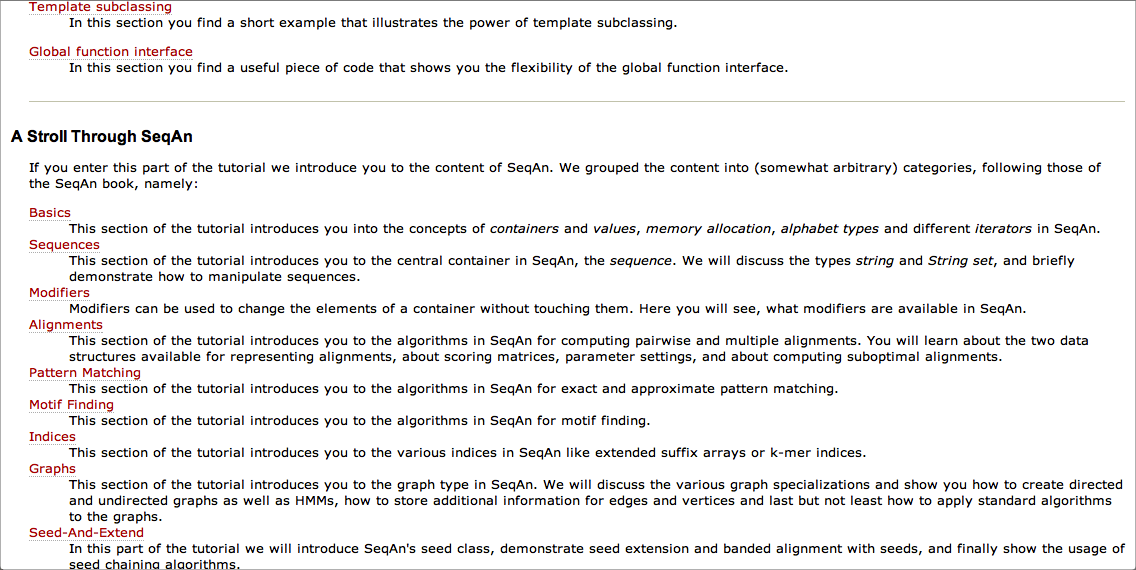 Template subclassing
In this section you find a short example that illustrates the power of template subclassing.
Global function interface
In this section you find a useful piece of code that shows you the flexibility of the global function interface.
A Stroll Through SeqAn
If you enter this part of the tutorial we introduce you to the content of SeqAn. We grouped the content into (somewhat arbitrary) categories, following those of
the SeqAn book, namely:
Basics
This section of the tutorial introduces you into the concepts of containers and values, memory allocation, alphabet types and different iterators in SeqAn.
Sequences
This section of the tutorial introduces you to the central container in SeqAn, the sequence. We will discuss the types string and String set, and briefly
demonstrate how to manipulate sequences.
Modifiers
Modifiers can be used to change the elements of a container without touching them. Here you will see, what modifiers are available in SeqAn.
Alignments
This section of the tutorial introduces you to the algorithms in SeqAn for computing pairwise and multiple alignments. You will learn about the two data
structures available for representing alignments, about scoring matrices, parameter settings, and about computing suboptimal alignments.
Pattern Matching
This section of the tutorial introduces you to the algorithms in SeqAn for exact and approximate pattern matching.
Motif Finding
This section of the tutorial introduces you to the algorithms in SeqAn for motif finding.
Indices
This section of the tutorial introduces you to the various indices in SeqAn like extended suffix arrays or k-mer indices.
Graphs
This section of the tutorial introduces you to the graph type in SeqAn. We will discuss the various graph specializations and show you how to create directed
and undirected graphs as well as HMMs, how to store additional information for edges and vertices and last but not least how to apply standard algorithms
to the graphs.
Seed-And-Extend
In this part of the tutorial we will introduce SeqAn's seed class, demonstrate seed extension and banded alignment with seeds, and finally show the usage of
seed chaining algorithms.